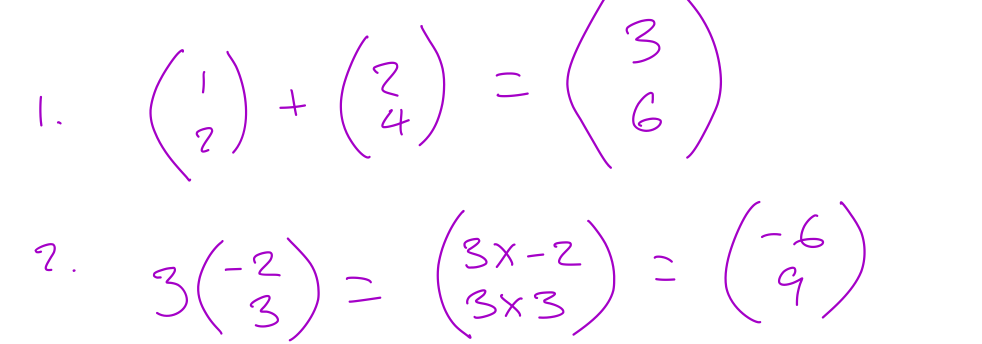 1. (1 2) + (2 4) = (3 6)
2. 3(-2 3) = (3x-2 3x3) = (-6 9)